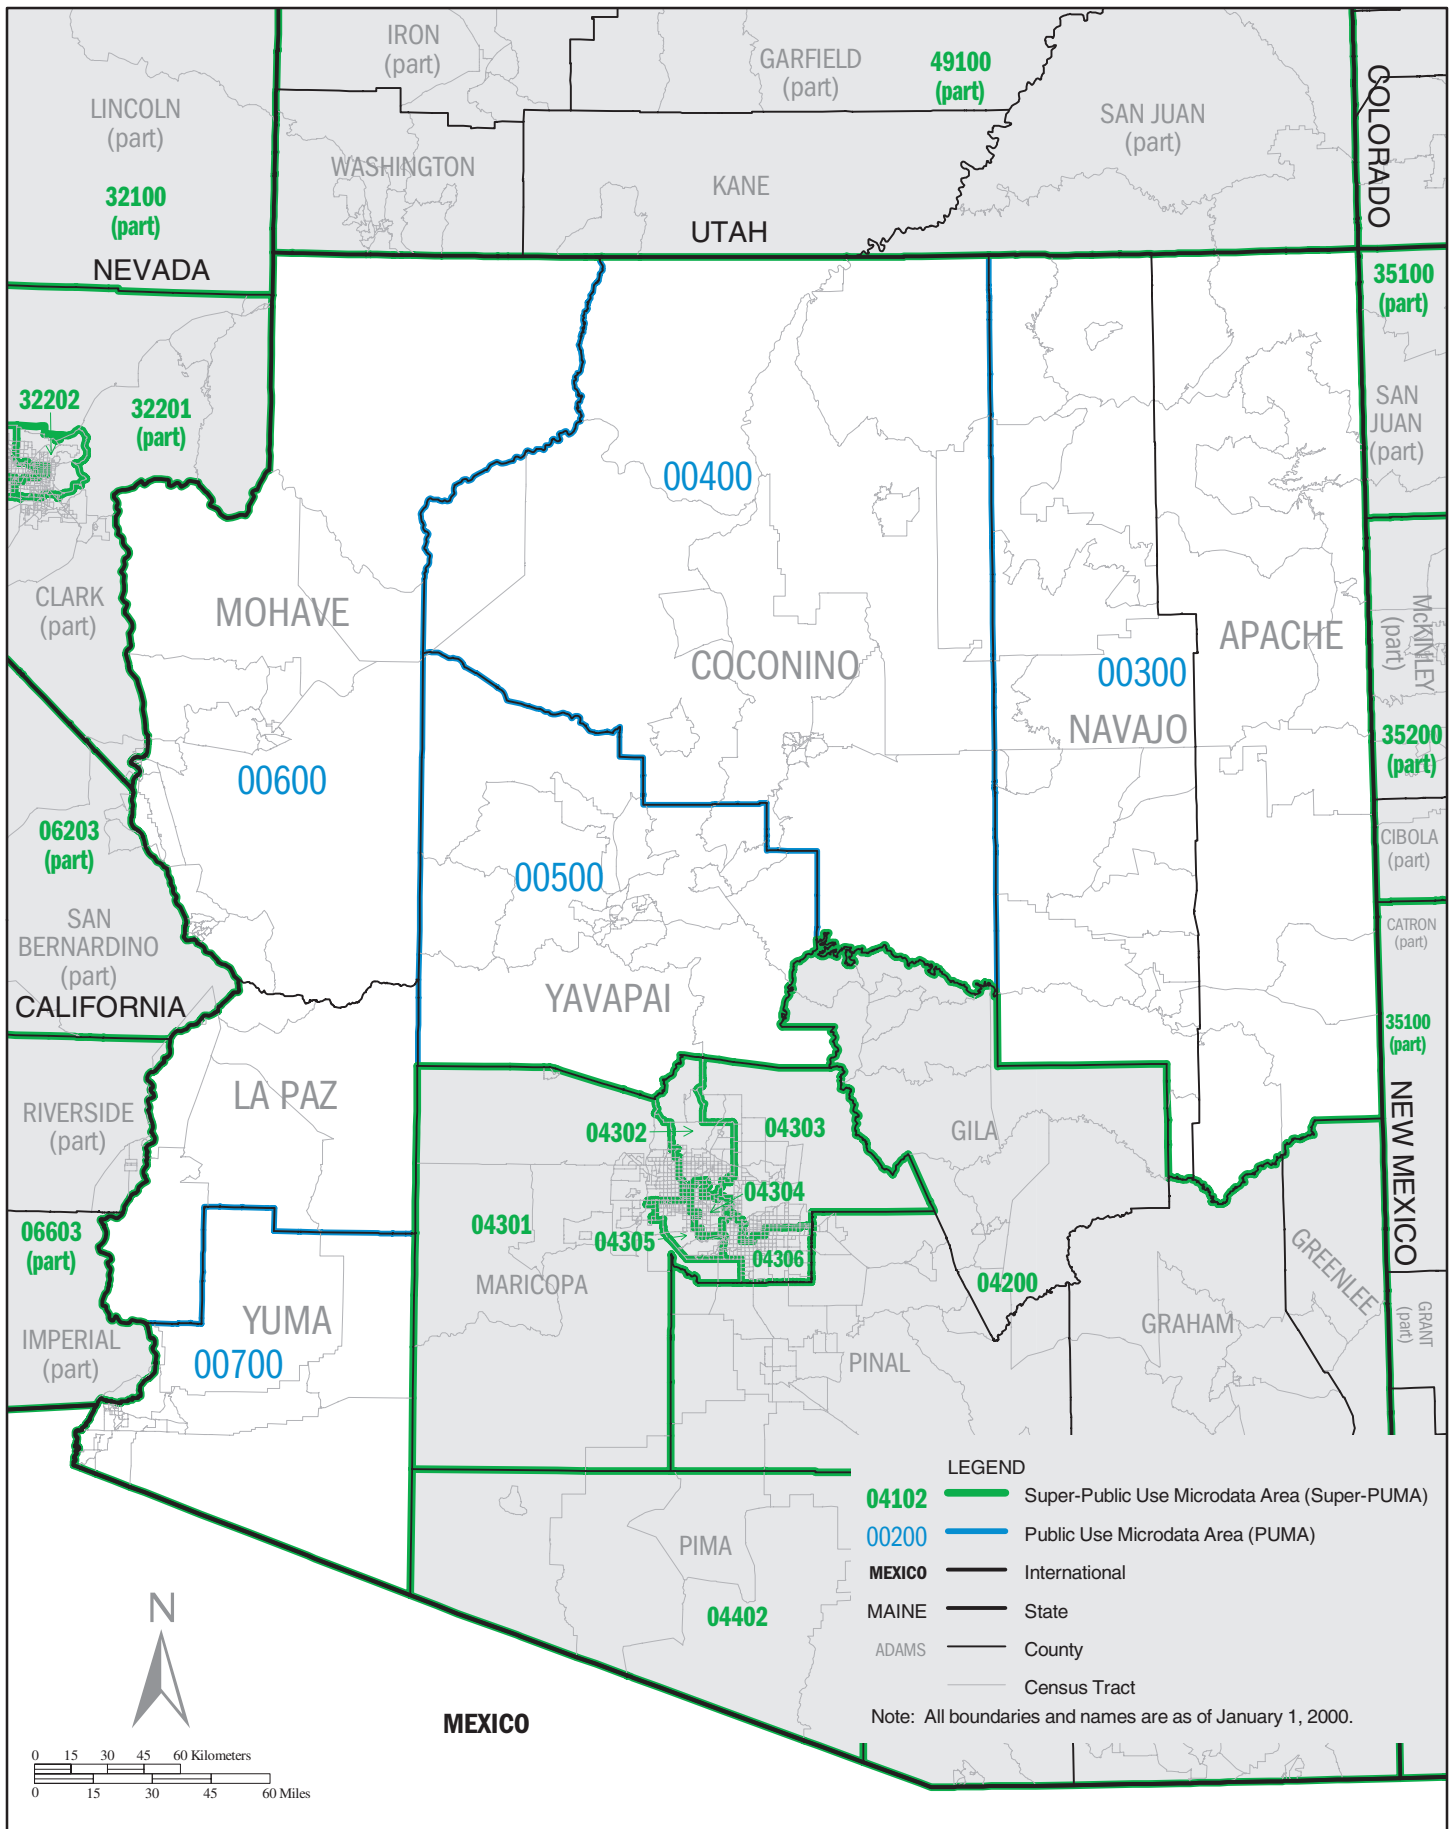 IRON
(part)
GARFIELD
(part)
49100
(part)
COLORADO
LINCOLN
(part)
SAN JUAN
(part)
WASHINGTON
KANE
32100
(part)
UTAH
NEVADA
35100
(part)
32202
32201
(part)
SAN
JUAN
(part)
00400
CLARK
(part)
MOHAVE
McKINLEY
(part)
APACHE
COCONINO
00300
NAVAJO
35200
(part)
00600
06203
(part)
CIBOLA
(part)
00500
SAN
BERNARDINO
(part)
CATRON
(part)
CALIFORNIA
YAVAPAI
35100
(part)
LA PAZ
NEW MEXICO
RIVERSIDE
(part)
04302
04303
GILA
04304
04301
04305
06603
(part)
04306
MARICOPA
04200
GREENLEE
GRANT
(part)
YUMA
IMPERIAL
(part)
00700
PINAL
GRAHAM
LEGEND
04102 Super-Public Use Microdata Area (Super-PUMA)
00200 Public Use Microdata Area (PUMA)
MEXICO International
MAINE State
ADAMS County
Census Tract
Note: All boundaries and names are as of January 1, 2000.
PIMA
04402
N
MEXICO
0 15 30 45 60 Kilometers
0 15 30 45 60 Miles